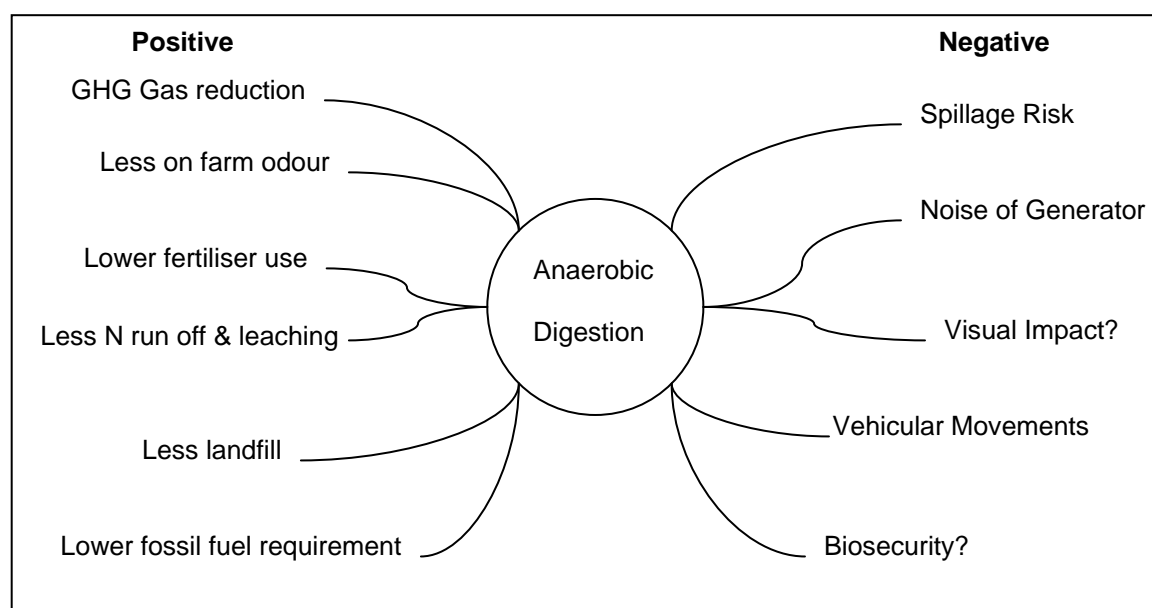 Positive
GHG Gas reduction
Less on farm odour
Lower fertiliser use
Less N run off & leaching
Less landfill
Lower fossil fuel requirement
Anaerobic
Digestion
Negative
Spillage Risk
Noise of Generator
Visual Impact?
Vehicular Movements
Biosecurity?